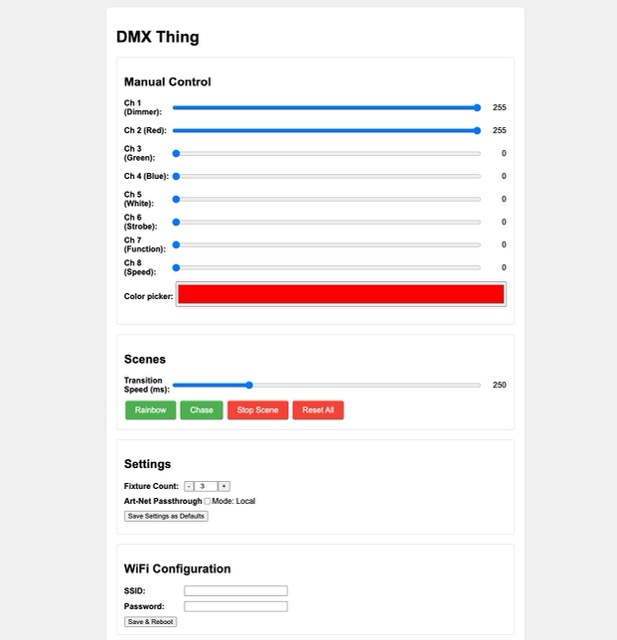 DMX Thing
Manual Control
Ch 1
(Dimmer):
255
Ch 2 (Red):
255
Ch 3
(Green):
0
Ch 4 (Blue):
0
Ch 5
(White):
0
Ch 6
(Strobe):
0
Ch 7
(Function):
0
Ch 8
(Speed):
0
Color picker:
Scenes
Transition
Speed (ms):
250
Rainbow Chase Stop Scene Reset All
Settings
Fixture Count: - 3 +
Art-Net Passthrough Mode: Local
Save Settings as Defaults
WiFi Configuration
SSID:
Password:
Save & Reboot